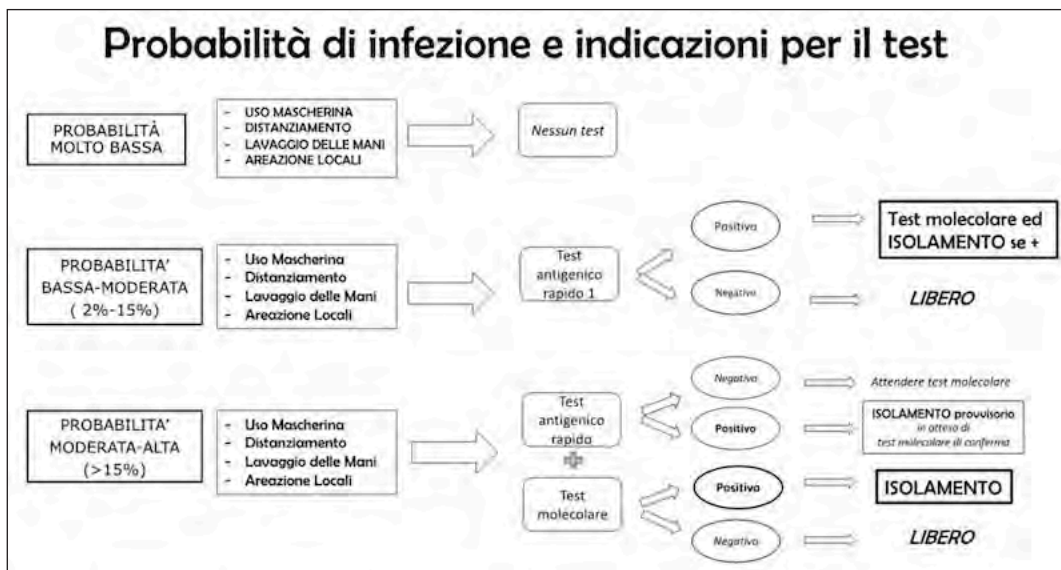 Probabilità di infezione e indicazioni per il test
PROBABILITÀ
MOLTO BASSA
- USO MASCHERINA
- DISTANZIAMENTO
- LAVAGGIO DELLE MANI
- AREAZIONE LOCALI
Nessun test
PROBABILITA'
BASSA-MODERATA
( 2%-15%)
- Uso Mascherina
- Distanziamento
- Lavaggio delle Mani
- Areazione Locali
Test
antigenico
rapido 1
Positivo
Test molecolare ed
ISOLAMENTO se +
Negativo
LIBERO
PROBABILITA'
MODERATA-ALTA
(>15%)
- Uso Mascherina
- Distanziamento
- Lavaggio delle Mani
- Areazione Locali
Test
antigenico
rapido
Negativo
Attendere test molecolare
Positivo
ISOLAMENTO provvisorio
in attesa di
test molecolare di conferma
Test
molecolare
Positivo
ISOLAMENTO
Negativo
LIBERO